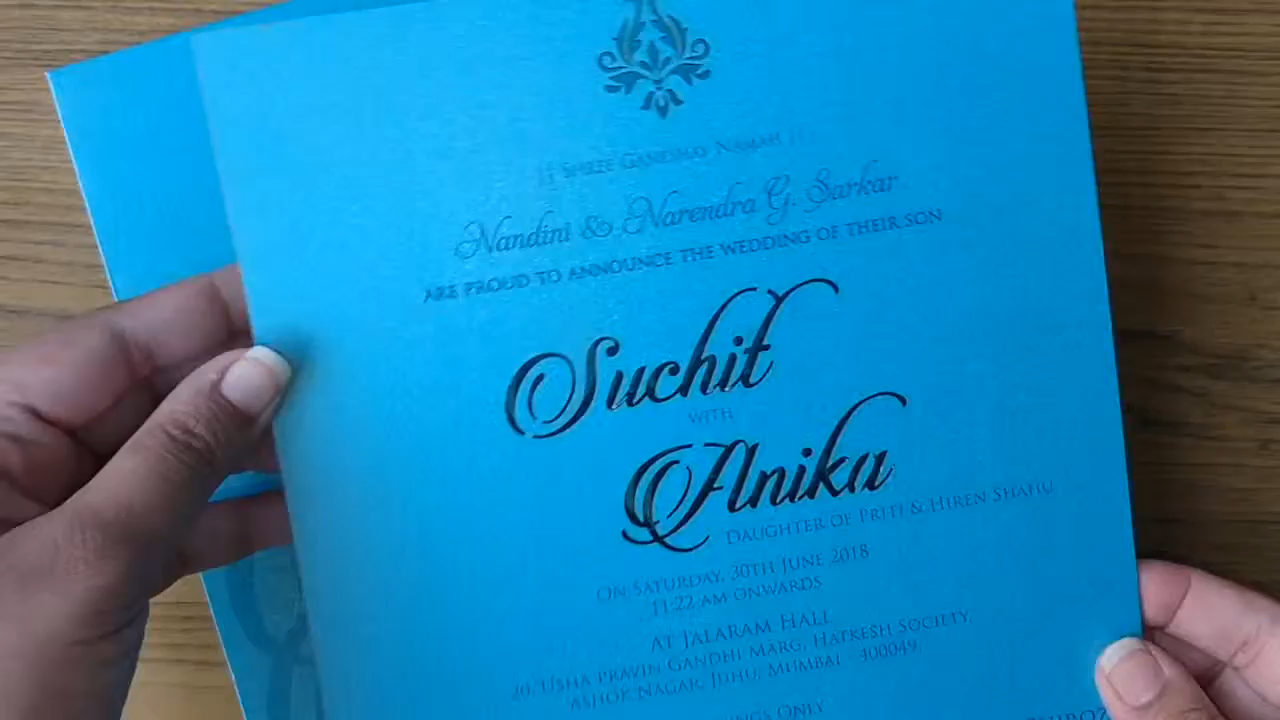 || SHREE GANESHAY NAMAH ||
Nandini & Narendra G. Sarkar
ARE PROUD TO ANNOUNCE THE WEDDING OF THEIR SON
Suchit
WITH
Anika
DAUGHTER OF PRITI & HIREN SHAHU
ON SATURDAY, 30TH JUNE 2018
11:22 AM ONWARDS
AT JALARAM HALL
20, USHA PRAVIN GANDHI MARG, HATKESH SOCIETY,
ASHOK NAGAR, JUHU, MUMBAI 400049.
ONLY